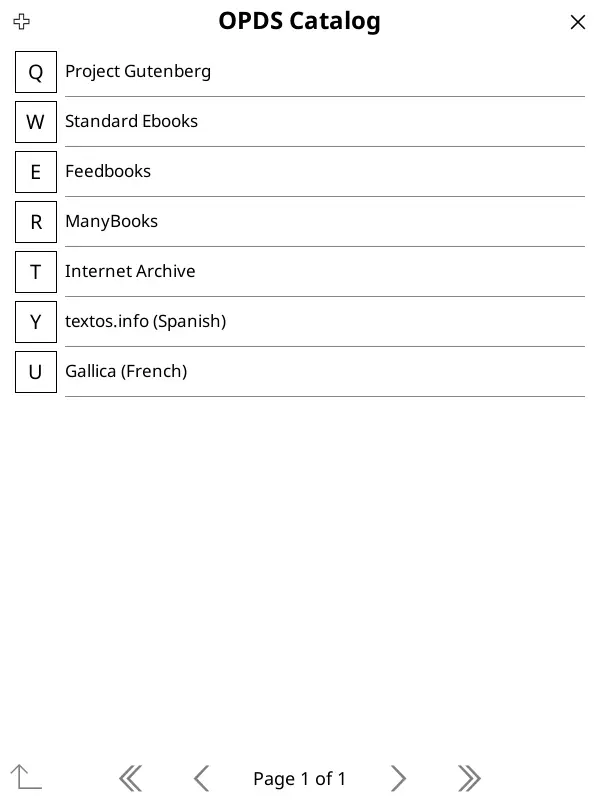 OPDS Catalog
Q Project Gutenberg
W Standard Ebooks
E Feedbooks
R ManyBooks
T Internet Archive
Y textos.info (Spanish)
U Gallica (French)
Page 1 of 1